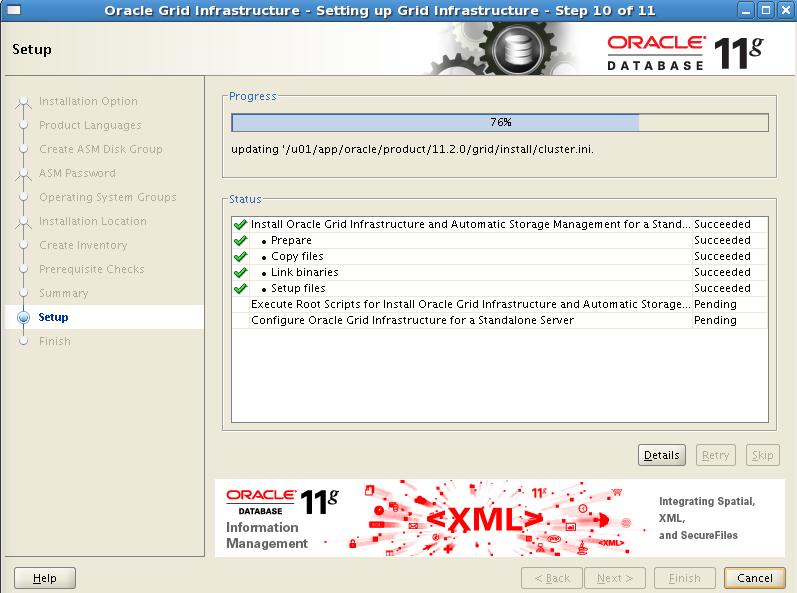 Oracle Grid Infrastructure - Setting up Grid Infrastructure - Step 10 of 11
Setup
ORACLE
DATABASE
11g
Installation Option
Product Languages
Create ASM Disk Group
ASM Password
Operating System Groups
Installation Location
Create Inventory
Prerequisite Checks
Summary
Setup
Finish
Progress
76%
updating '/u01/app/oracle/product/11.2.0/grid/install/cluster.ini.
Status
Install Oracle Grid Infrastructure and Automatic Storage Management for a Stand... Succeeded
• Prepare Succeeded
• Copy files Succeeded
• Link binaries Succeeded
• Setup files Succeeded
Execute Root Scripts for Install Oracle Grid Infrastructure and Automatic Storage... Pending
Configure Oracle Grid Infrastructure for a Standalone Server Pending
Details Retry Skip
ORACLE
DATABASE
11g
Information
Management
<XML>
11g
<XML>
Integrating Spatial,
XML,
and SecureFiles
Help < Back Next > Finish Cancel